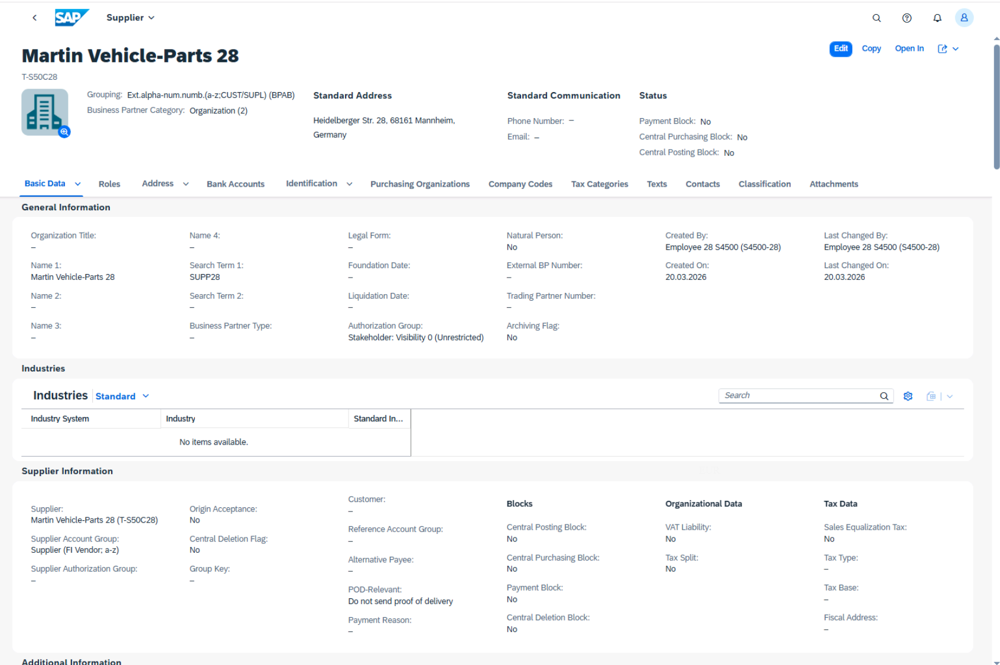 SAP
Supplier
Martin Vehicle-Parts 28
Edit Copy Open In
T-S50C28
Grouping: Ext.alpha-num.numb.(a-z;CUST/SUPL) (BPAB)
Business Partner Category: Organization (2)
Standard Address
Heidelberger Str. 28, 68161 Mannheim,
Germany
Standard Communication
Phone Number: –
Email: –
Status
Payment Block: No
Central Purchasing Block: No
Central Posting Block: No
Basic Data Roles Address Bank Accounts Identification Purchasing Organizations Company Codes Tax Categories Texts Contacts Classification Attachments
General Information
Organization Title:
–
Name 1:
Martin Vehicle-Parts 28
Name 2:
–
Name 3:
–
Name 4:
–
Search Term 1:
SUPP28
Search Term 2:
–
Business Partner Type:
–
Legal Form:
–
Foundation Date:
–
Liquidation Date:
–
Authorization Group:
Stakeholder: Visibility 0 (Unrestricted)
Natural Person:
No
External BP Number:
–
Trading Partner Number:
–
Archiving Flag:
No
Created By:
Employee 28 S4500 (S4500-28)
Created On:
20.03.2026
Last Changed By:
Employee 28 S4500 (S4500-28)
Last Changed On:
20.03.2026
Industries
Industries Standard
Search
Industry System Industry Standard In...
No items available.
Supplier Information
Supplier:
Martin Vehicle-Parts 28 (T-S50C28)
Supplier Account Group:
Supplier (FI Vendor; a-z)
Supplier Authorization Group:
–
Origin Acceptance:
No
Central Deletion Flag:
No
Group Key:
–
Customer:
–
Reference Account Group:
–
Alternative Payee:
–
POD-Relevant:
Do not send proof of delivery
Payment Reason:
–
Blocks
Central Posting Block:
No
Central Purchasing Block:
No
Payment Block:
No
Central Deletion Block:
No
Organizational Data
VAT Liability:
No
Tax Split:
No
Tax Data
Sales Equalization Tax:
No
Tax Type:
–
Tax Base:
–
Fiscal Address:
–
Additional Information